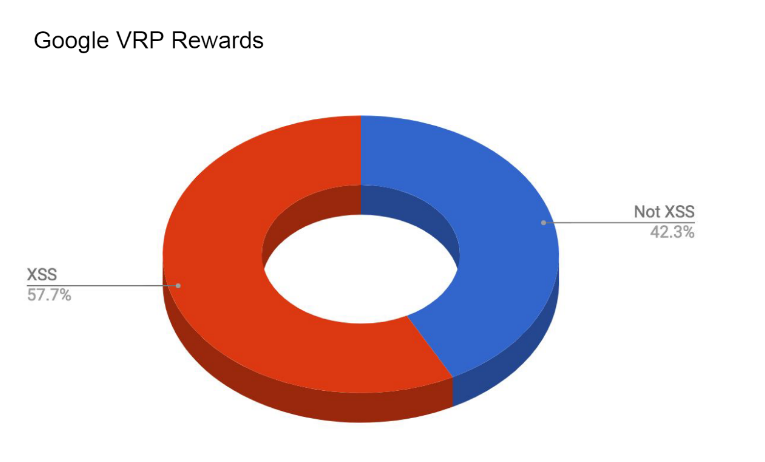 Google VRP Rewards
Not XSS
42.3%
XSS
57.7%